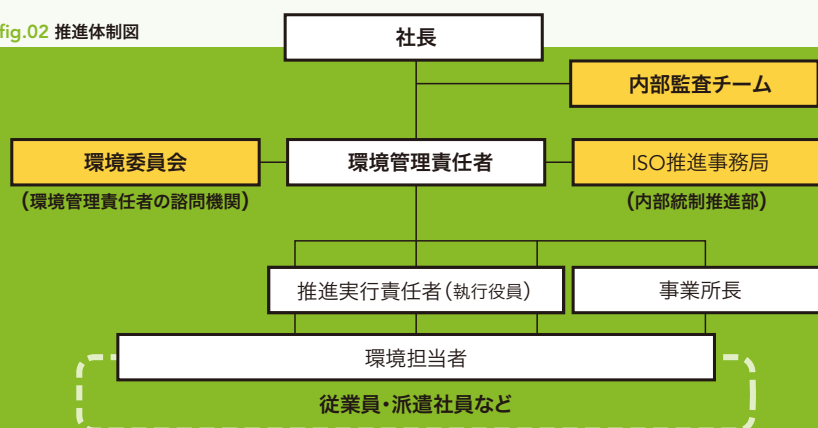 fig.02 推進体制図
社長
内部監査チーム
環境委員会
(環境管理責任者の諮問機関)
環境管理責任者
ISO推進事務局
(内部統制推進部)
推進実行責任者(執行役員)
事業所長
環境担当者
従業員・派遣社員など